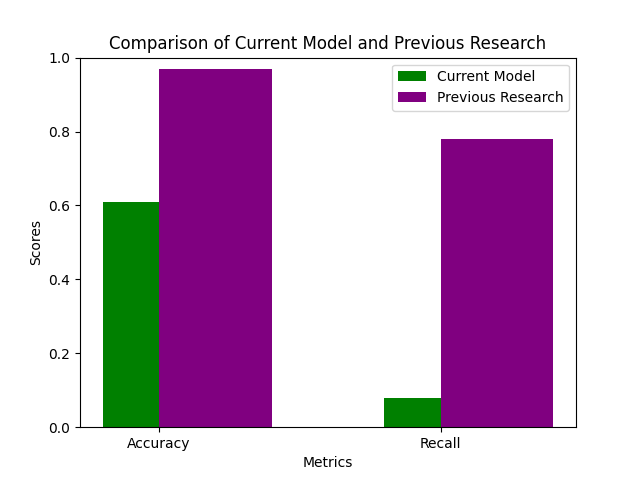 Comparison of Current Model and Previous Research
Current Model
Previous Research
1.0
0.8
0.6
0.4
0.2
0.0
Scores
Accuracy
Recall
Metrics